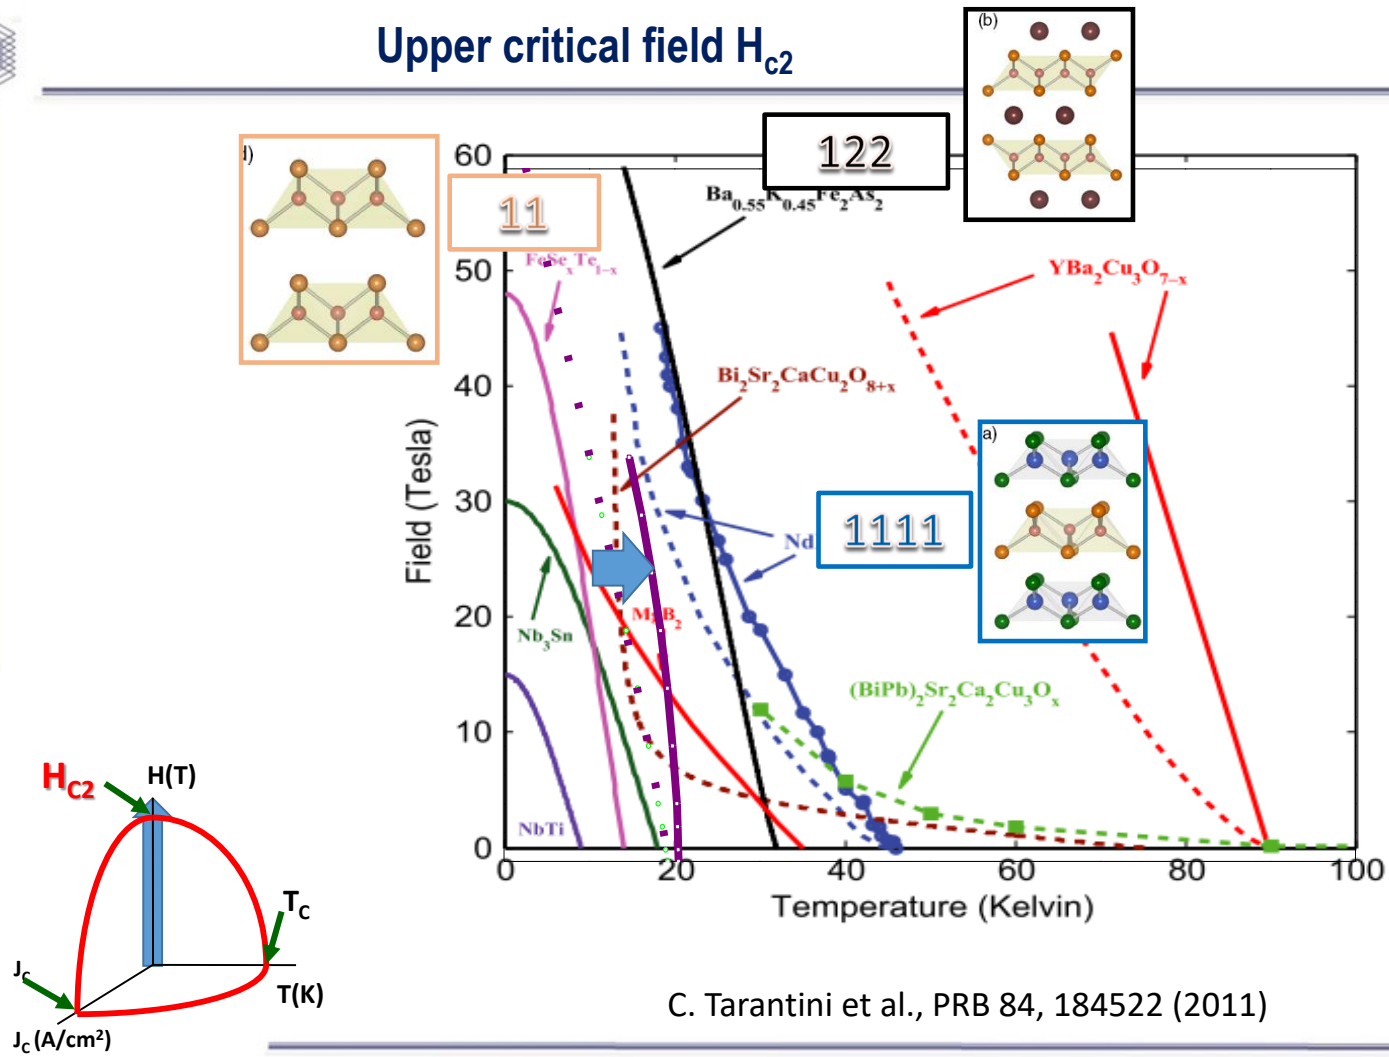 Upper critical field H_c2
(b)
122
60
d)
Ba0.55K0.45Fe2As2
11
50
FeSexTe1-x
YBa2Cu3O7-x
Bi2Sr2CaCu2O8+x
40
a)
Field (Tesla)
30
1111
Nd
20
MgB2
Nb3Sn
(BiPb)2Sr2Ca2Cu3Ox
10
NbTi
0
0 20 40 60 80 100
Temperature (Kelvin)
HC2
H(T)
TC
JC
T(K)
JC (A/cm²)
C. Tarantini et al., PRB 84, 184522 (2011)